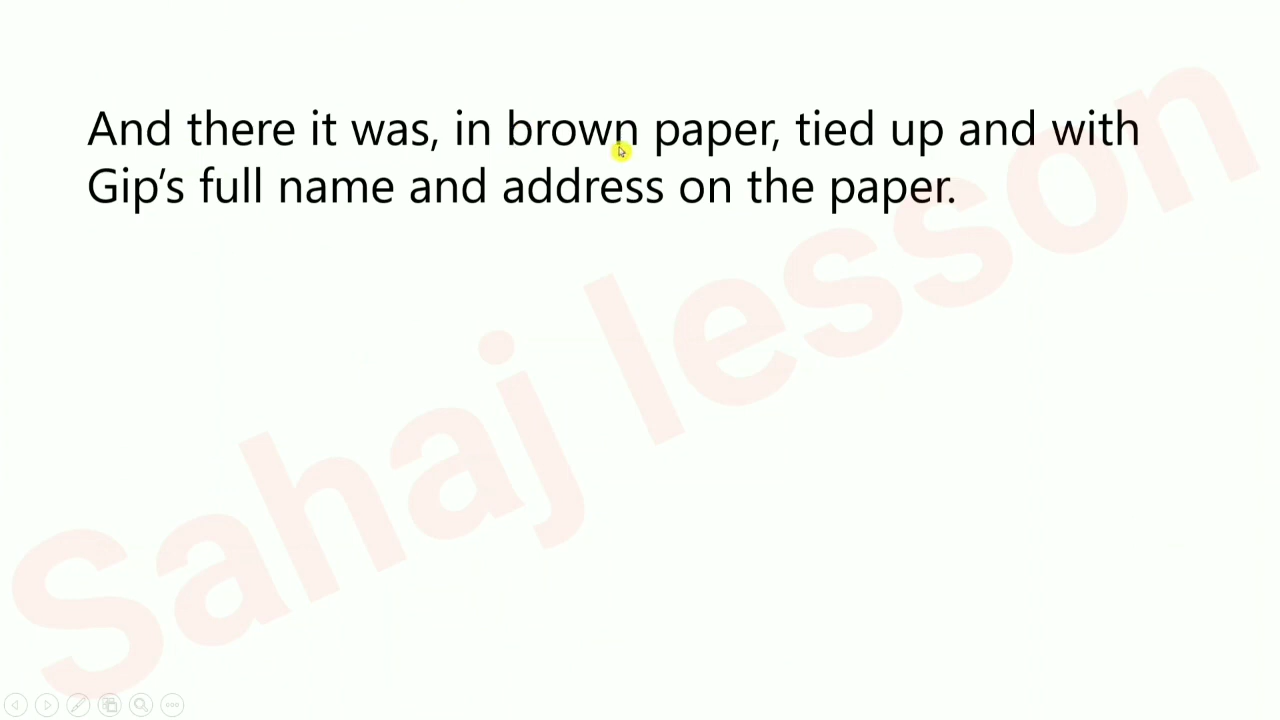 And there it was, in brown paper, tied up and with
Gip’s full name and address on the paper.
Sahaj lesson